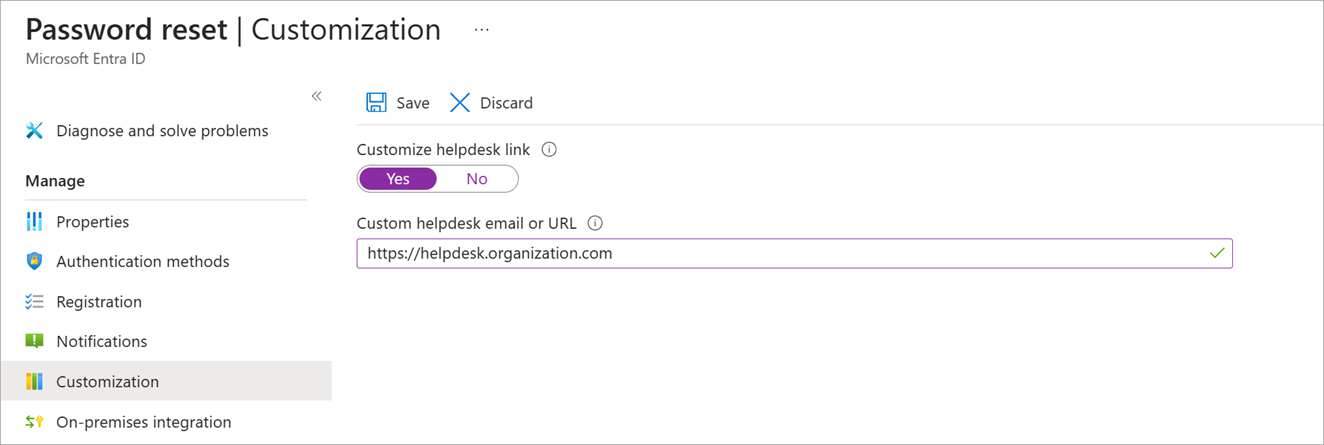 Password reset | Customization ...
Microsoft Entra ID
«
Diagnose and solve problems
Manage
Properties
Authentication methods
Registration
Notifications
Customization
On-premises integration
Save Discard
Customize helpdesk link
Yes No
Custom helpdesk email or URL
https://helpdesk.organization.com